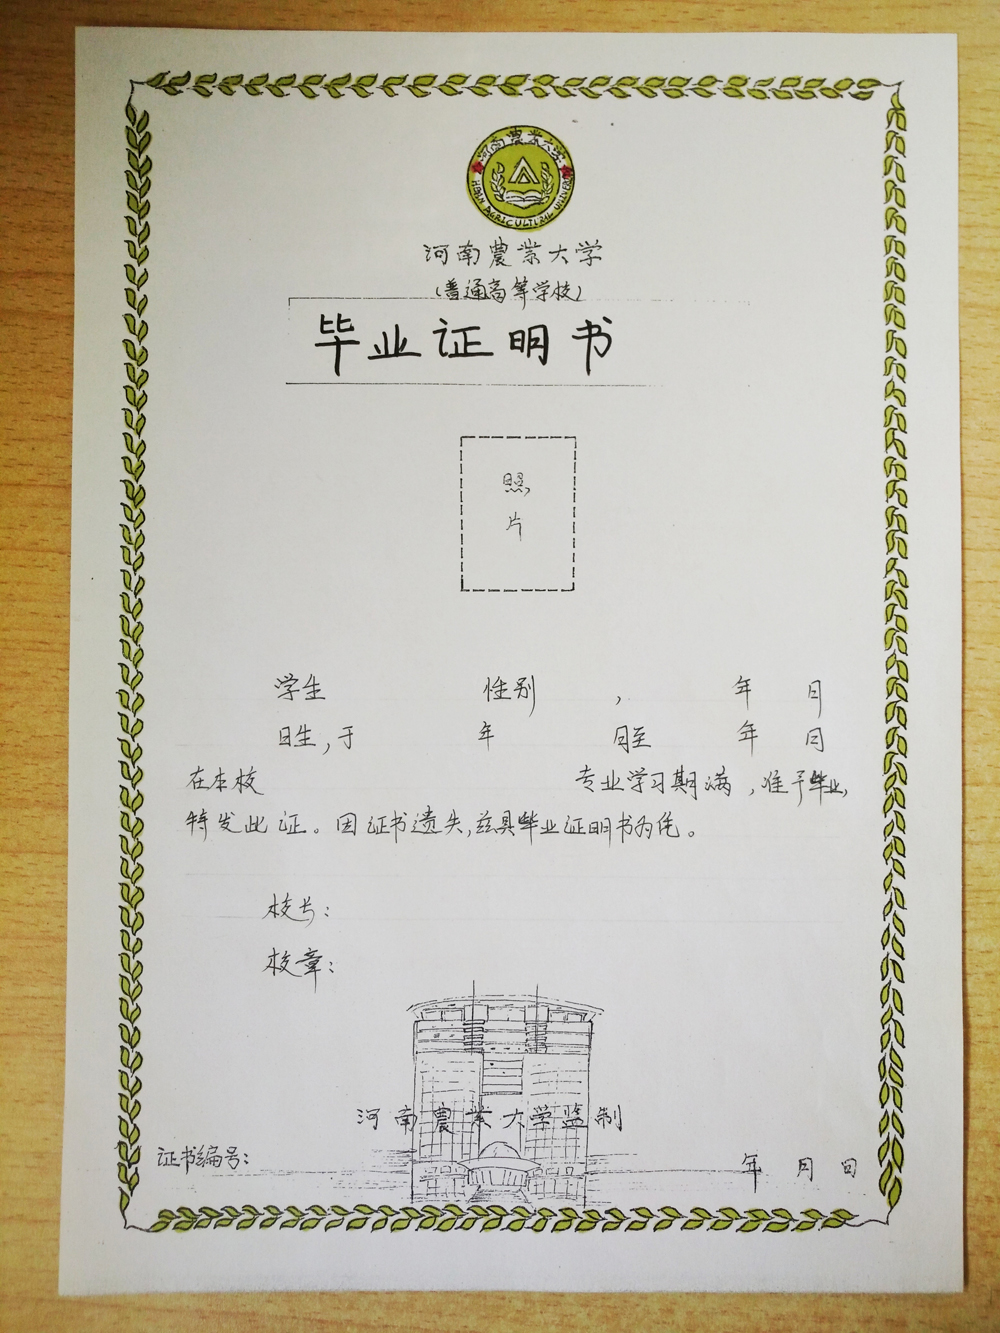 河南農業大学
HENAN AGRICULTURAL UNIVERSITY
河南農業大学
(普通高等学校)
毕业证明书
照
片
学生 性别 , 年 月
日生,于 年 月至 年 月
在本校 专业学习期满,准予毕业,
特发此证。因证书遗失,兹具毕业证明书为凭。
校长:
校章:
河南農業大学监制
证书编号: 年 月 日